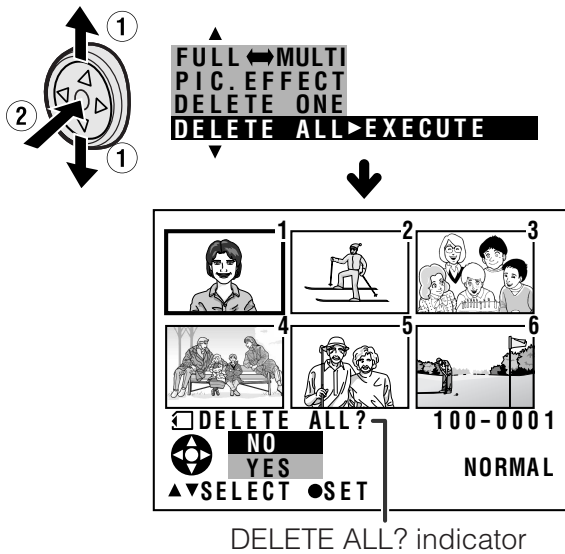 ①
▲
FULL ⬌ MULTI
PIC. EFFECT
DELETE ONE
②
DELETE ALL►EXECUTE
▼
①
1 2 3
4 5 6
DELETE ALL? 100-0001
NO
YES
NORMAL
▲▼SELECT ●SET
DELETE ALL? indicator